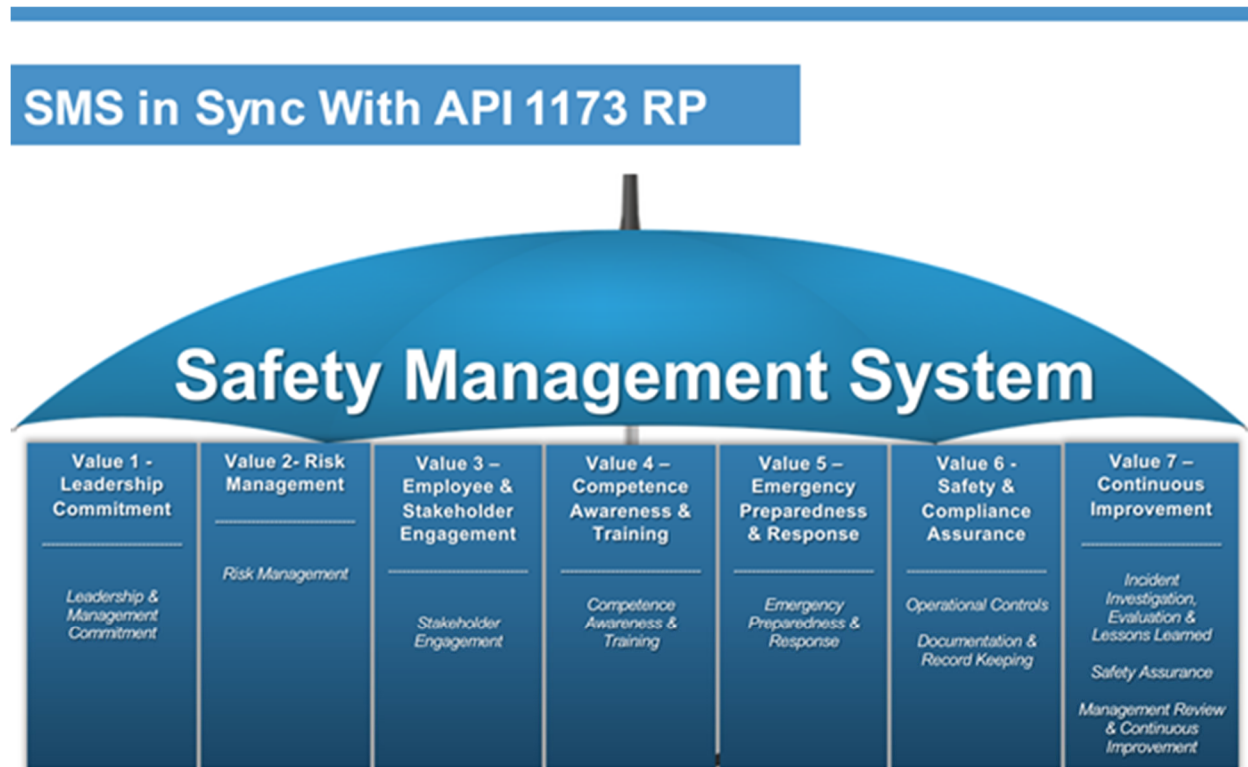 SMS in Sync With API 1173 RP
Safety Management System
Value 1 -
Leadership
Commitment
Leadership &
Management
Commitment
Value 2- Risk
Management
Risk Management
Value 3 –
Employee &
Stakeholder
Engagement
Stakeholder
Engagement
Value 4 –
Competence
Awareness &
Training
Competence
Awareness &
Training
Value 5 –
Emergency
Preparedness
& Response
Emergency
Preparedness &
Response
Value 6 -
Safety &
Compliance
Assurance
Operational Controls
Documentation &
Record Keeping
Value 7 –
Continuous
Improvement
Incident
Investigation,
Evaluation &
Lessons Learned
Safety Assurance
Management Review
& Continuous
Improvement